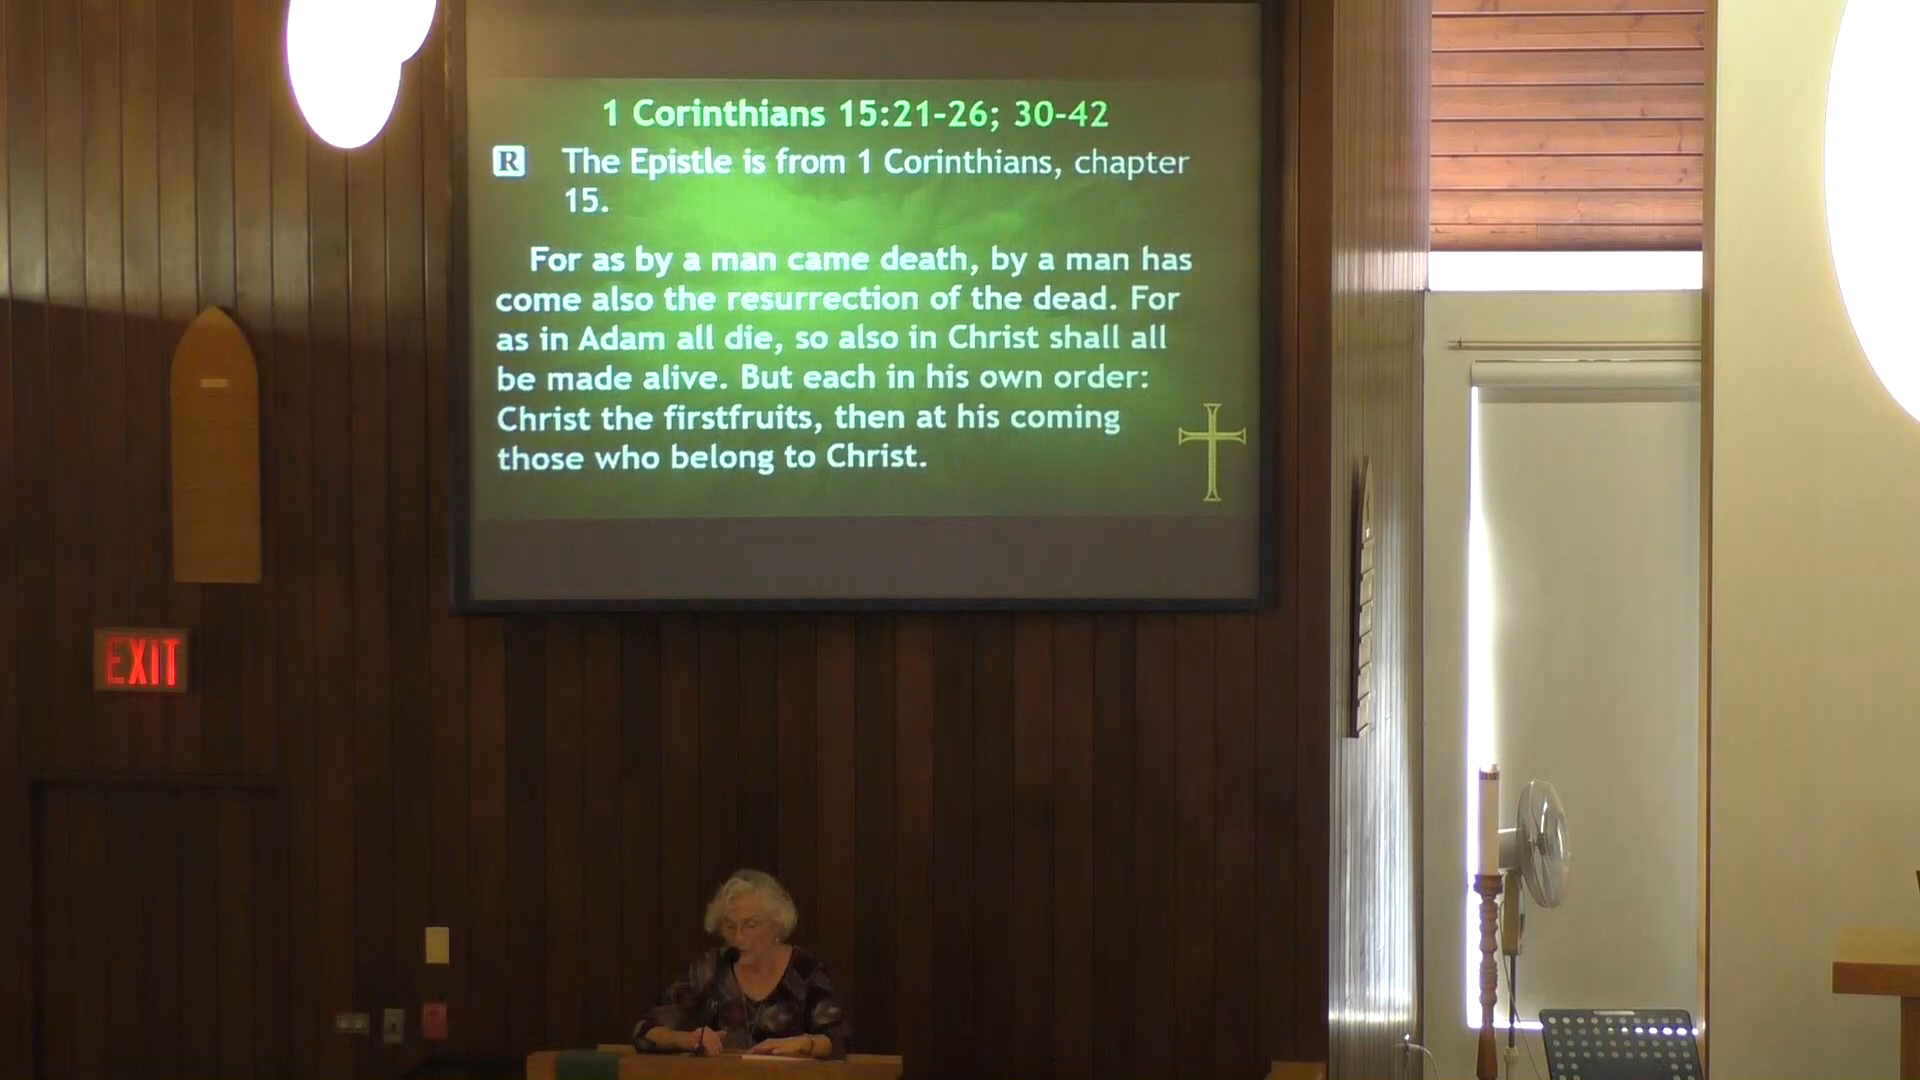 1 Corinthians 15:21-26; 30-42
R The Epistle is from 1 Corinthians, chapter
15.
For as by a man came death, by a man has
come also the resurrection of the dead. For
as in Adam all die, so also in Christ shall all
be made alive. But each in his own order:
Christ the firstfruits, then at his coming
those who belong to Christ.
EXIT